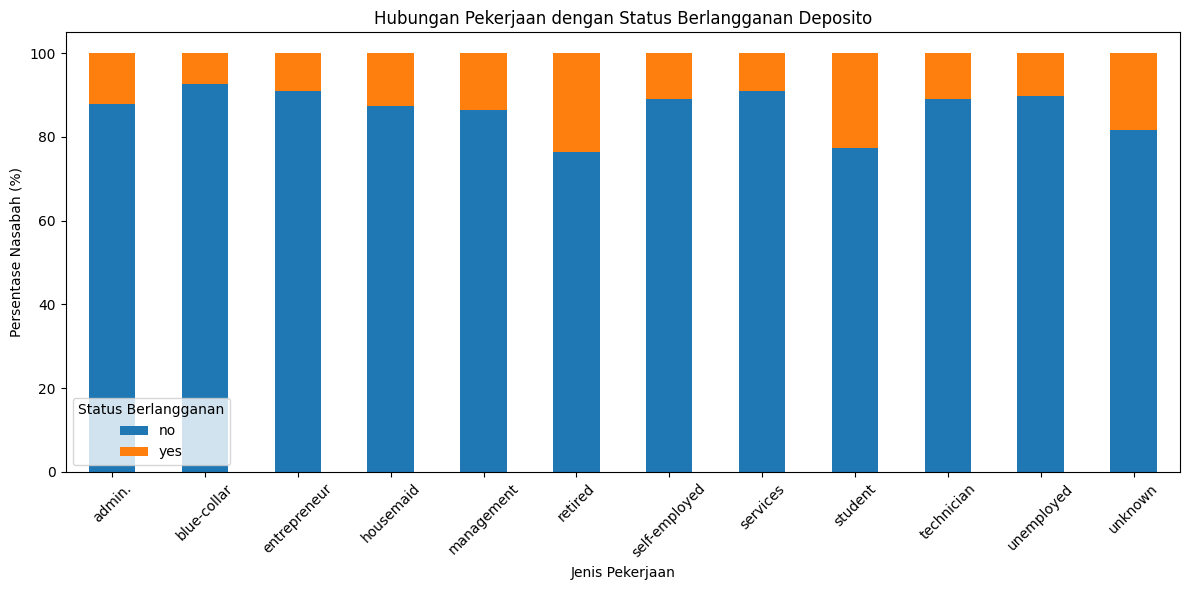 Hubungan Pekerjaan dengan Status Berlangganan Deposito
Persentase Nasabah (%)
100
80
60
40
20
0
Status Berlangganan
no
yes
admin.
blue-collar
entrepreneur
housemaid
management
retired
self-employed
services
student
technician
unemployed
unknown
Jenis Pekerjaan